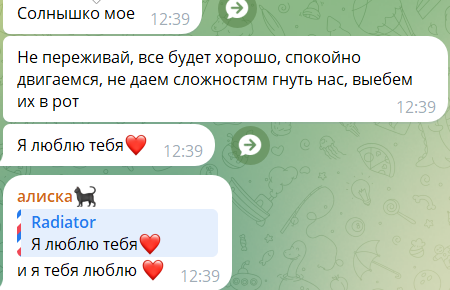 Солнышко мое
12:39
Не переживай, все будет хорошо, спокойно
двигаемся, не даем сложностям гнуть нас, выебем
их в рот
12:39
Я люблю тебя❤️ 12:39
алиска🐈‍⬛
Radiator
Я люблю тебя❤️
и я тебя люблю ❤️ 12:39